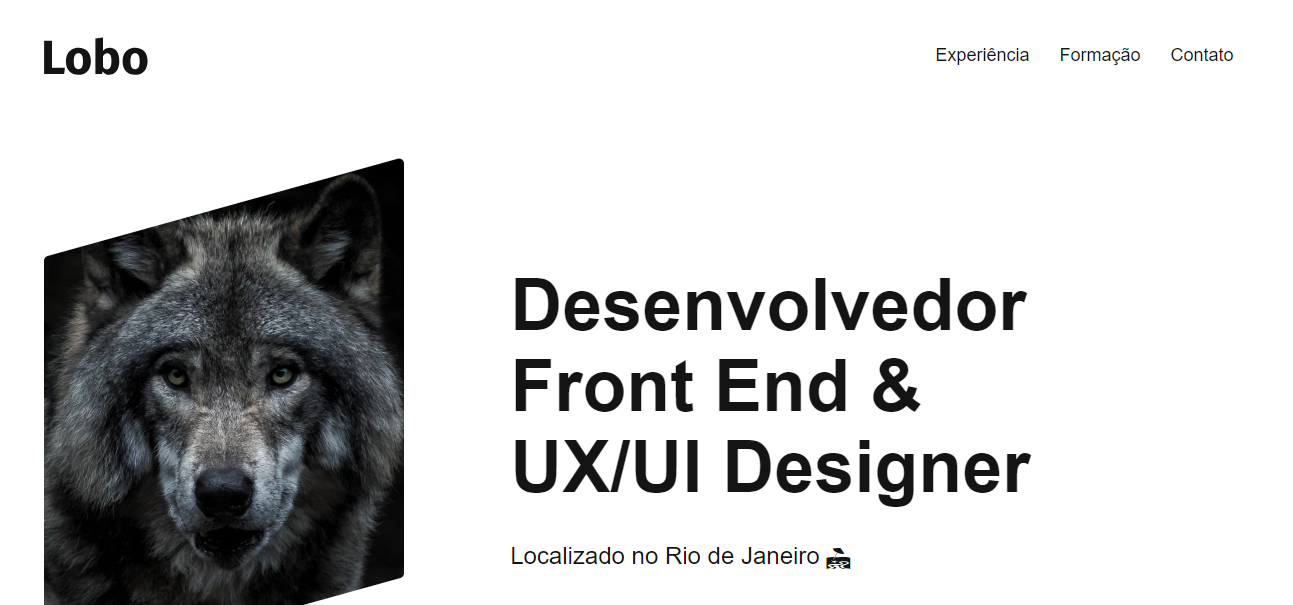 Lobo
Experiência Formação Contato
Desenvolvedor
Front End &
UX/UI Designer
Localizado no Rio de Janeiro